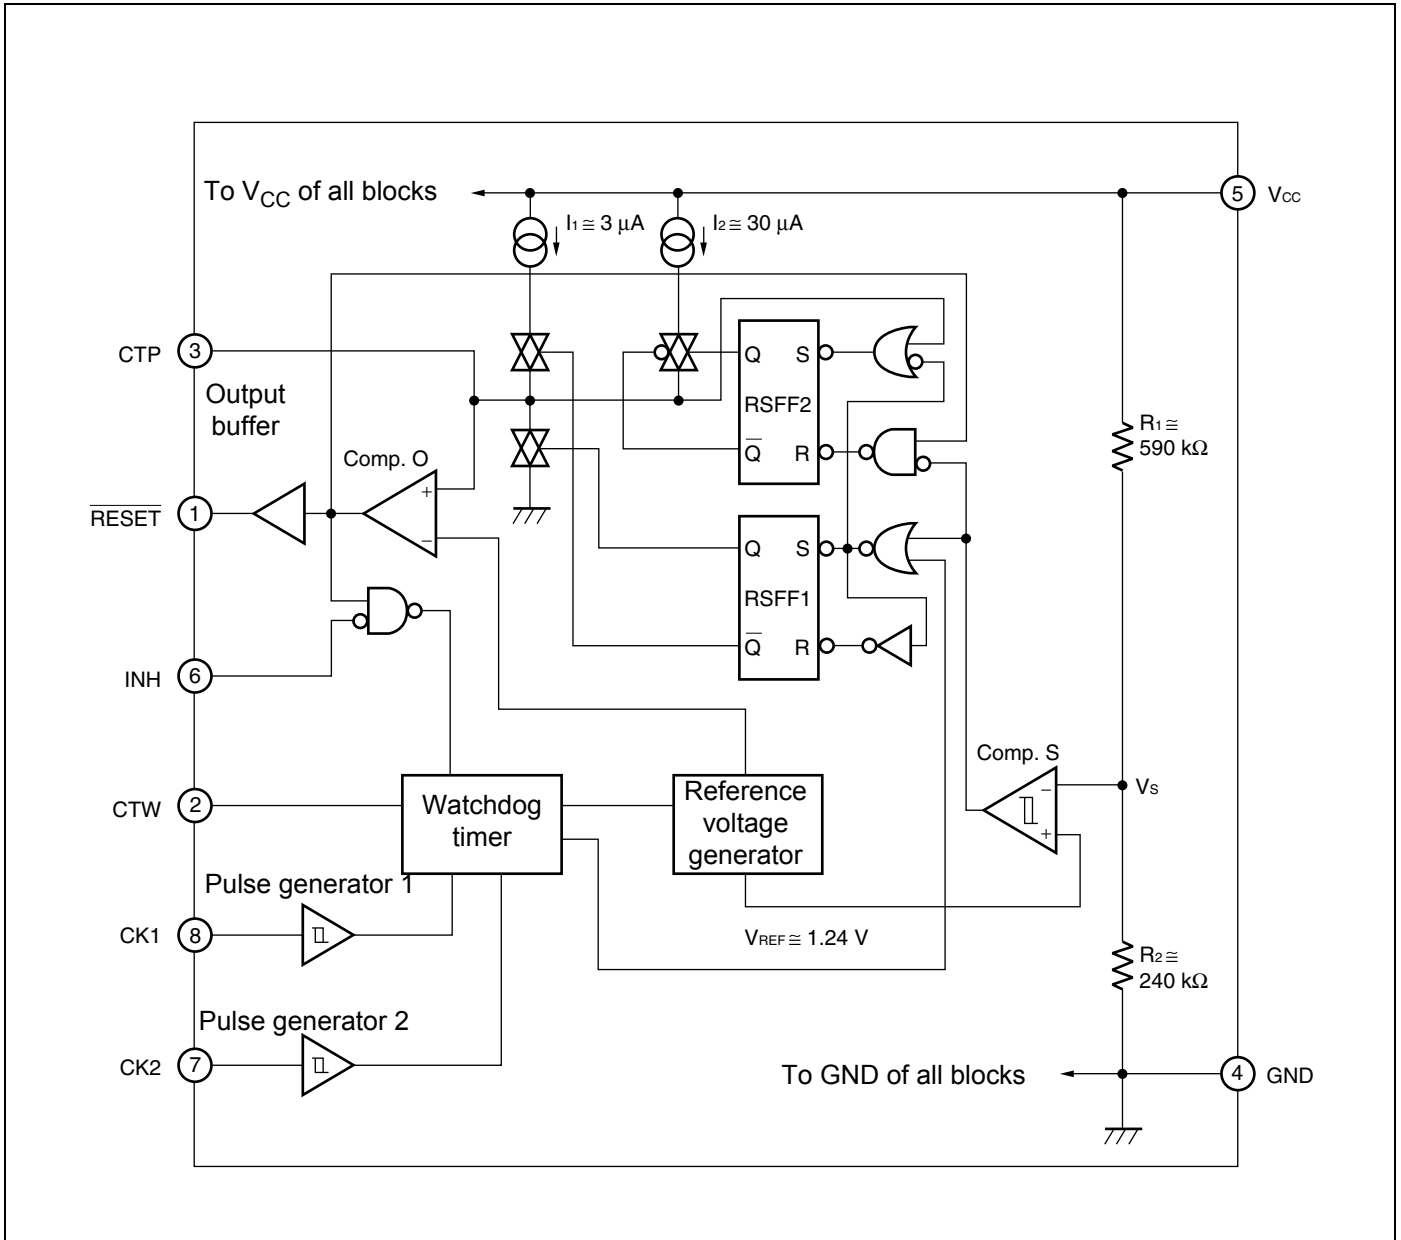 To VCC of all blocks
5
VCC
I1 ≅ 3 µA
I2 ≅ 30 µA
CTP
3
Output
buffer
Q
S
RSFF2
Q̅
R
R1 ≅
590 kΩ
Comp. O
+
−
R̅E̅S̅E̅T̅
1
Q
S
RSFF1
Q̅
R
INH
6
Comp. S
−
+
VS
CTW
2
Watchdog
timer
Reference
voltage
generator
Pulse generator 1
CK1
8
VREF ≅ 1.24 V
R2 ≅
240 kΩ
Pulse generator 2
CK2
7
To GND of all blocks
4
GND